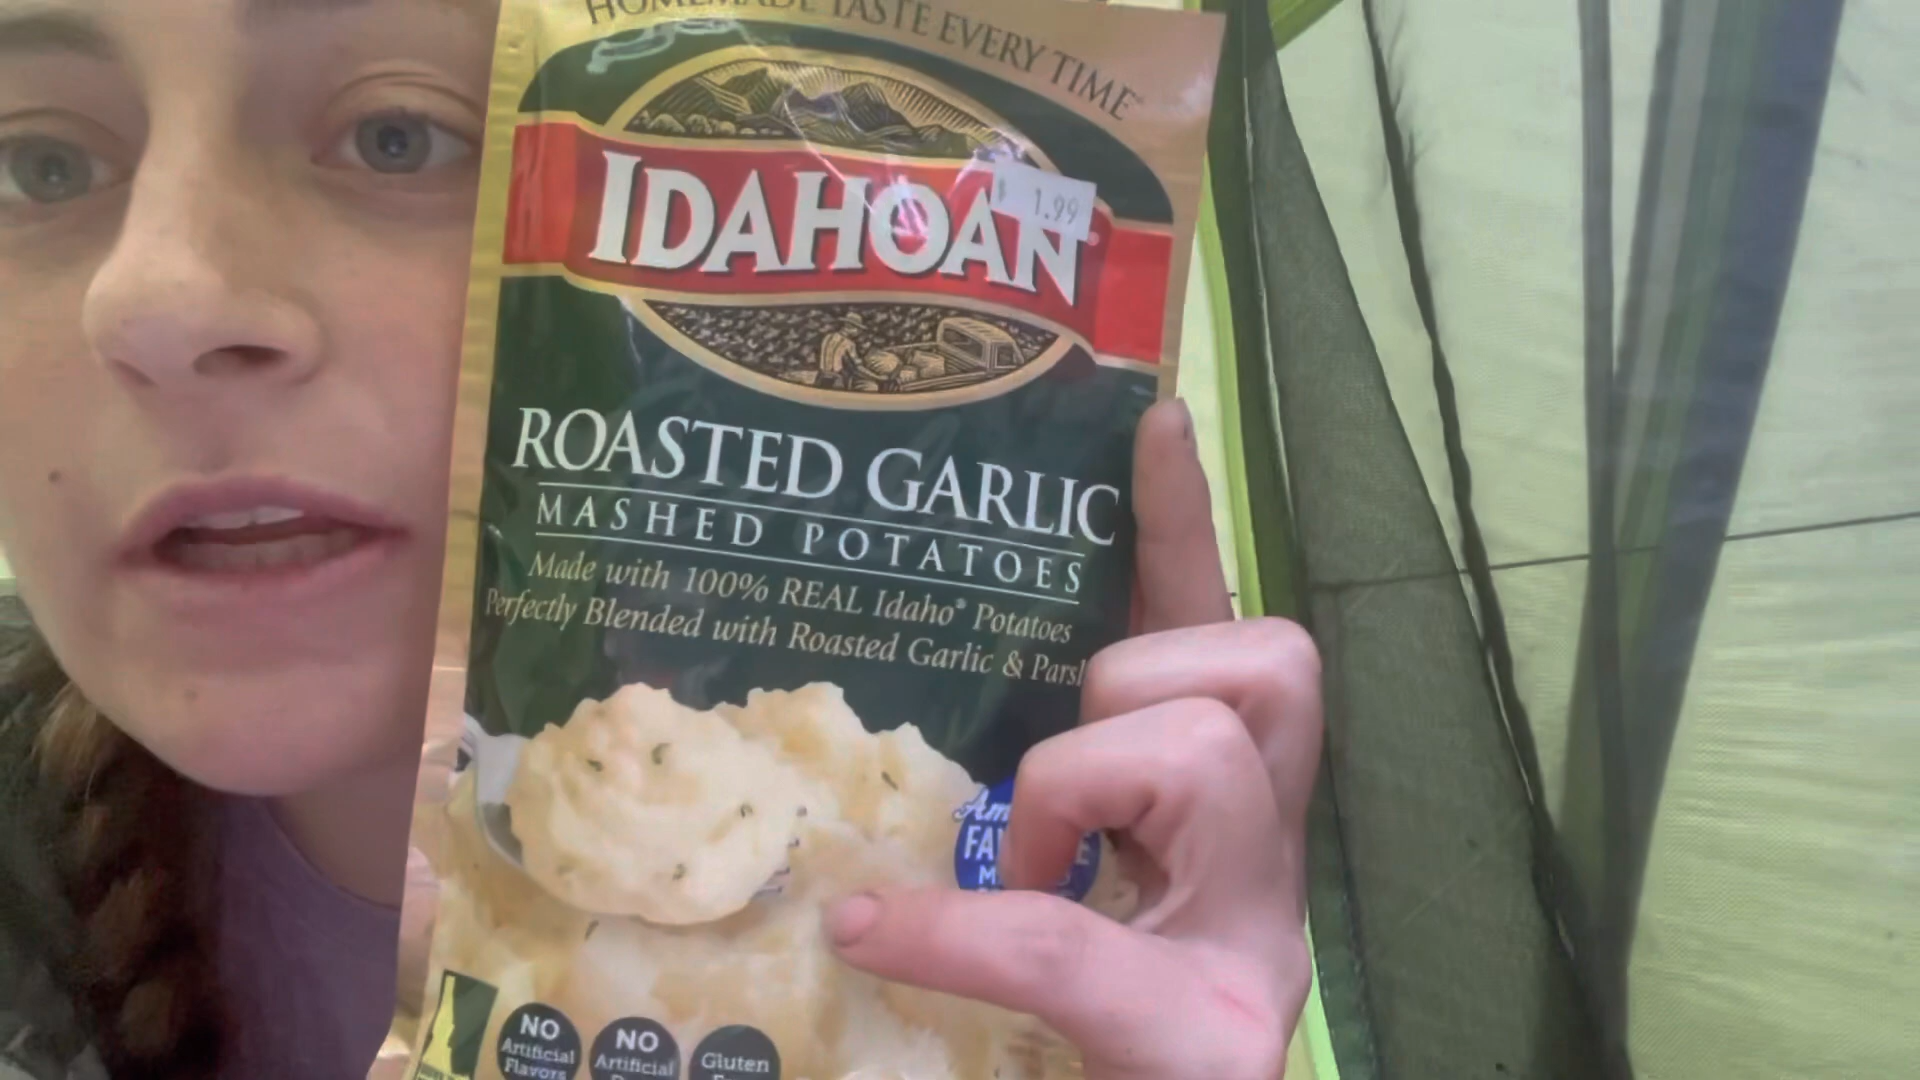 HOMEMADE TASTE EVERY TIME
IDAHOAN®
$ 1.99
ROASTED GARLIC
MASHED POTATOES
Made with 100% REAL Idaho® Potatoes
Perfectly Blended with Roasted Garlic & Parsl
NO
Artificial
Flavors
NO
Artificial
Gluten